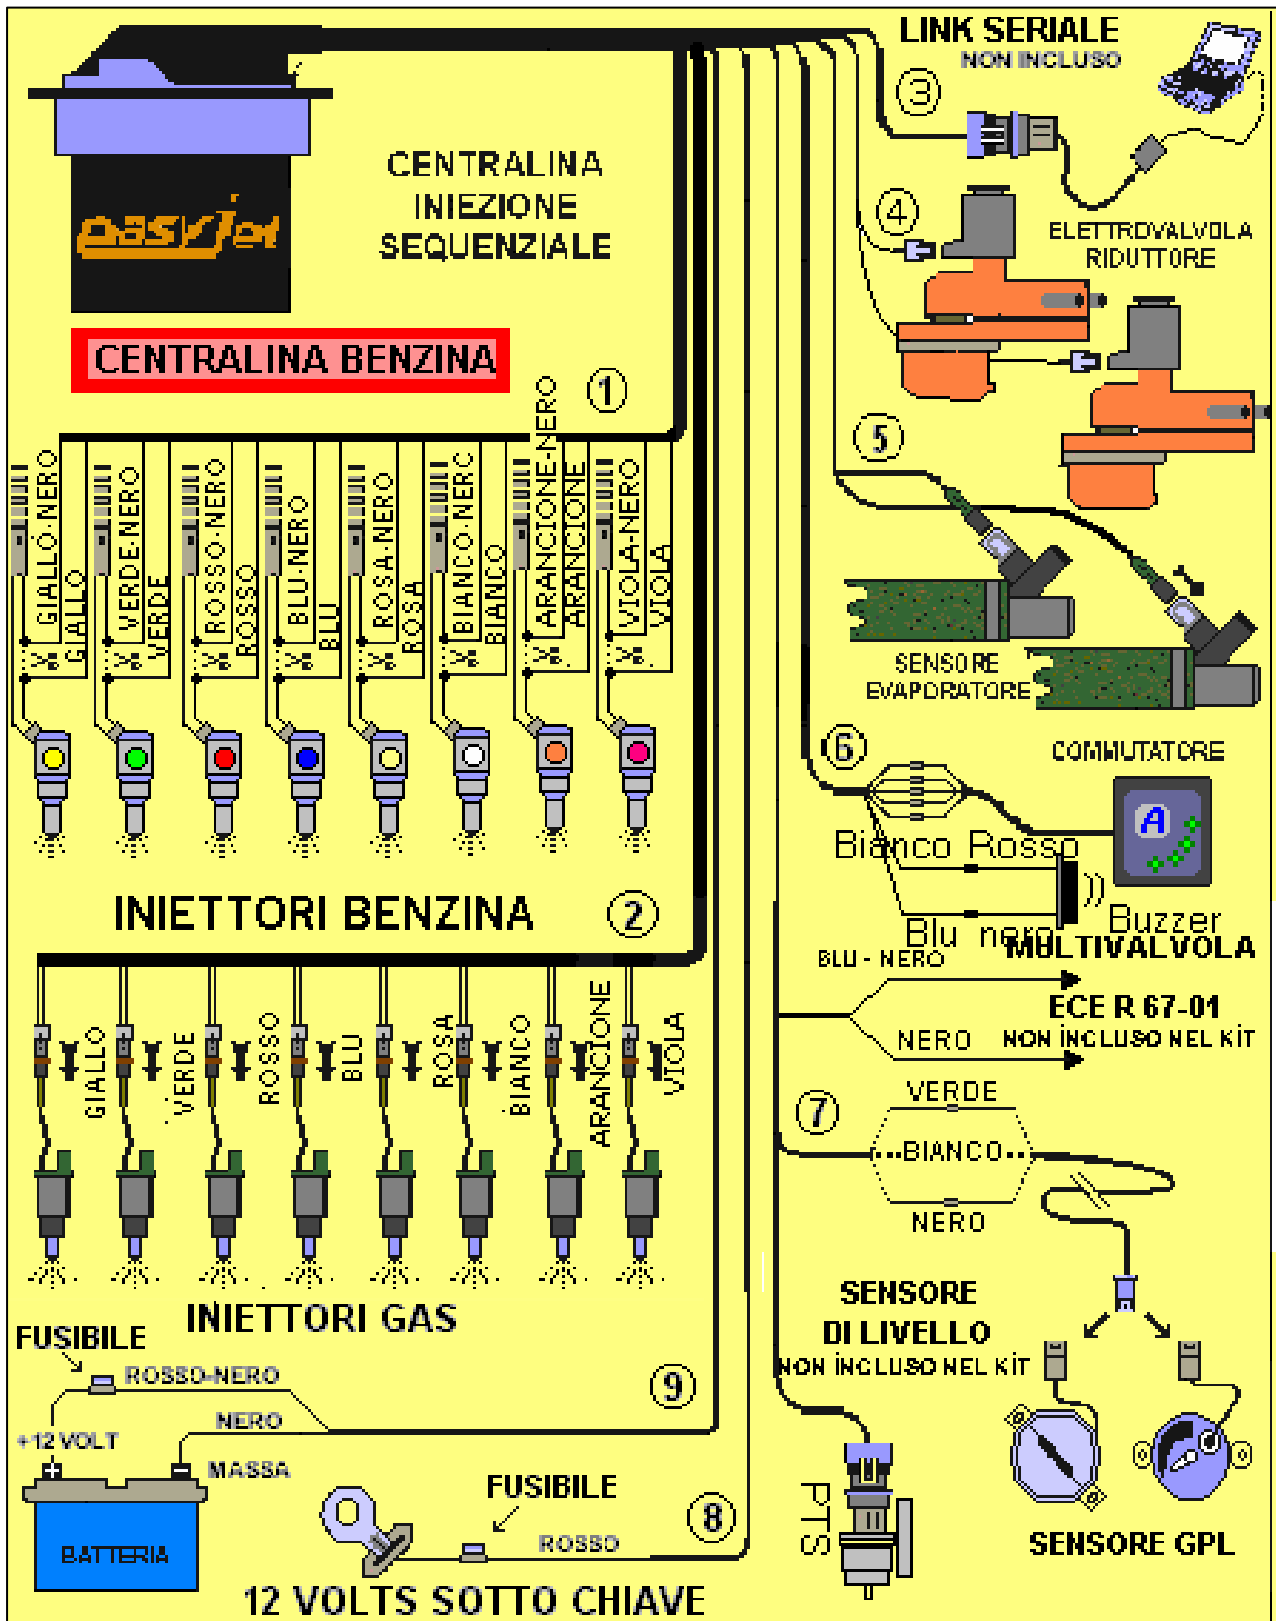 LINK SERIALE
NON INCLUSO
3
CENTRALINA
INIEZIONE
SEQUENZIALE
easyjet
4
ELETTROVALVOLA
RIDUTTORE
CENTRALINA BENZINA
1
5
GIALLO-NERO
GIALLO
VERDE-NERO
VERDE
ROSSO-NERO
ROSSO
BLU-NERO
BLU
ROSA-NERO
ROSA
BIANCO-NERC
BIANCO
ARANCIONE-NERO
ARANCIONE
VIOLA-NERO
VIOLA
SENSORE
EVAPORATORE
6
COMMUTATORE
A
Bianco Rosso
Blu nero
Buzzer
INIETTORI BENZINA
2
MULTIVALVOLA
BLU - NERO
ECE R 67-01
NERO
NON INCLUSO NEL KIT
GIALLO
VERDE
ROSSO
BLU
ROSA
BIANCO
ARANCIONE
VIOLA
7
VERDE
BIANCO
NERO
INIETTORI GAS
SENSORE
DI LIVELLO
NON INCLUSO NEL KIT
FUSIBILE
ROSSO-NERO
9
NERO
+12 VOLT
+
-
MASSA
BATTERIA
FUSIBILE
8
ROSSO
12 VOLTS SOTTO CHIAVE
PTS
SENSORE GPL